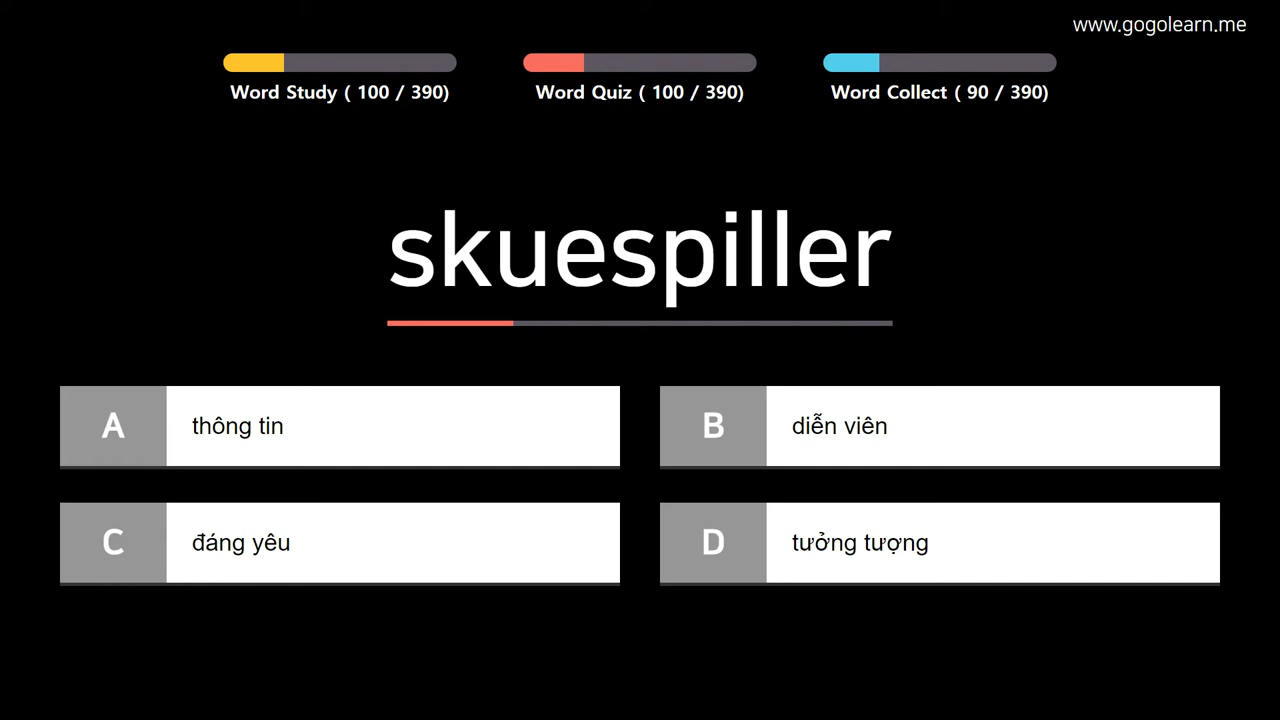 www.gogolearn.me
Word Study ( 100 / 390)
Word Quiz ( 100 / 390)
Word Collect ( 90 / 390)
skuespiller
A thông tin
B diễn viên
C đáng yêu
D tưởng tượng